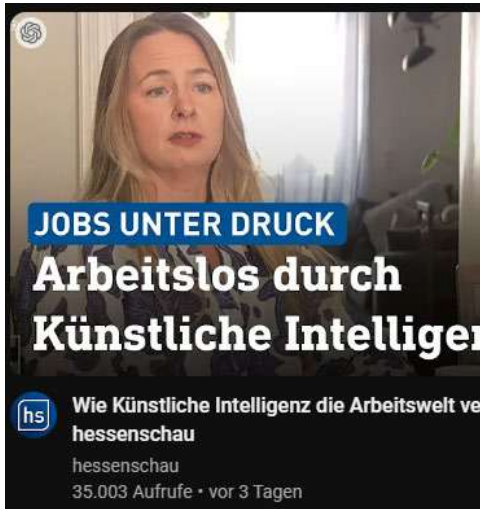 JOBS UNTER DRUCK
Arbeitslos durch
Künstliche Intelligen
hs
Wie Künstliche Intelligenz die Arbeitswelt ve
hessenschau
hessenschau
35.003 Aufrufe • vor 3 Tagen